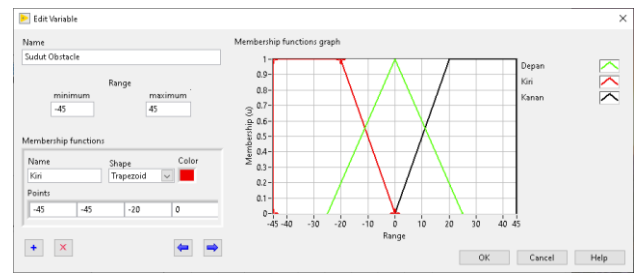 Edit Variable
Name
Sudut Obstacle
Range
minimum maximum
-45 45
Membership functions
Name Shape Color
Kiri Trapezoid
Points
-45 -45 -20 0
Membership functions graph
Membership (u)
1
0.9
0.8
0.7
0.6
0.5
0.4
0.3
0.2
0.1
0
-45 -40 -30 -20 -10 0 10 20 30 40 45
Range
Depan
Kiri
Kanan
OK Cancel Help